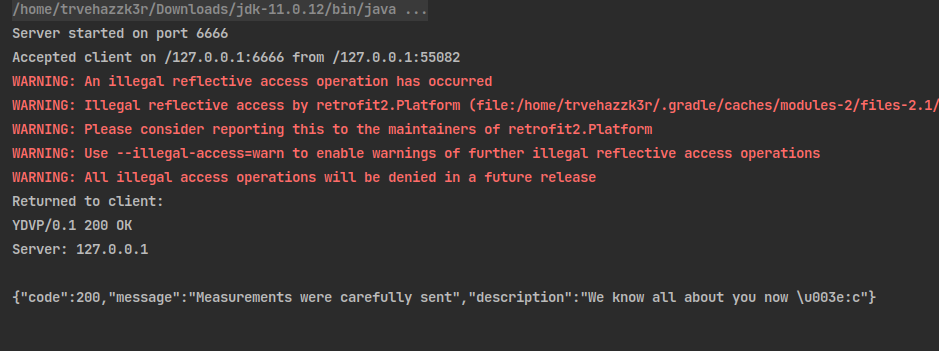 /home/trvehazzk3r/Downloads/jdk-11.0.12/bin/java ...
Server started on port 6666
Accepted client on /127.0.0.1:6666 from /127.0.0.1:55082
WARNING: An illegal reflective access operation has occurred
WARNING: Illegal reflective access by retrofit2.Platform (file:/home/trvehazzk3r/.gradle/caches/modules-2/files-2.1/
WARNING: Please consider reporting this to the maintainers of retrofit2.Platform
WARNING: Use --illegal-access=warn to enable warnings of further illegal reflective access operations
WARNING: All illegal access operations will be denied in a future release
Returned to client:
YDVP/0.1 200 OK
Server: 127.0.0.1
{"code":200,"message":"Measurements were carefully sent","description":"We know all about you now \u003e:c"}